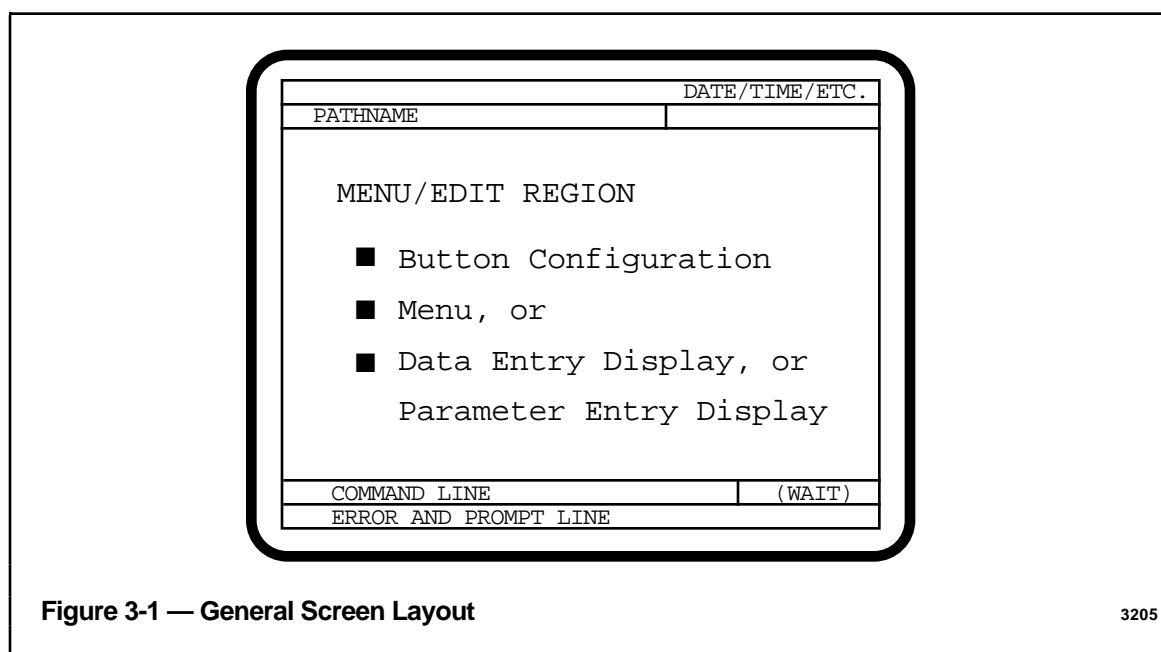 DATE/TIME/ETC.
PATHNAME
MENU/EDIT REGION
■ Button Configuration
■ Menu, or
■ Data Entry Display, or
Parameter Entry Display
COMMAND LINE (WAIT)
ERROR AND PROMPT LINE
Figure 3-1 — General Screen Layout 3205